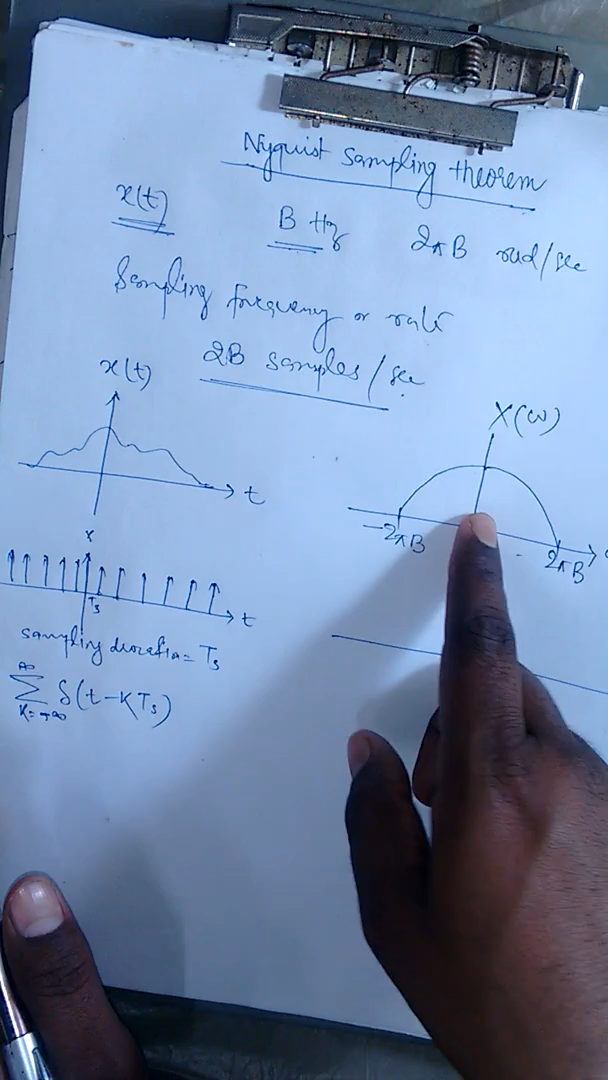 Nyquist Sampling theorem
x(t) B Hz 2πB rad/sec
Sampling frequency or rate
2B samples/sec
x(t)
X(ω)
t
-2πB 2πB
Ts t
sampling duration = Ts
∞
∑ δ(t-KTs)
K=-∞